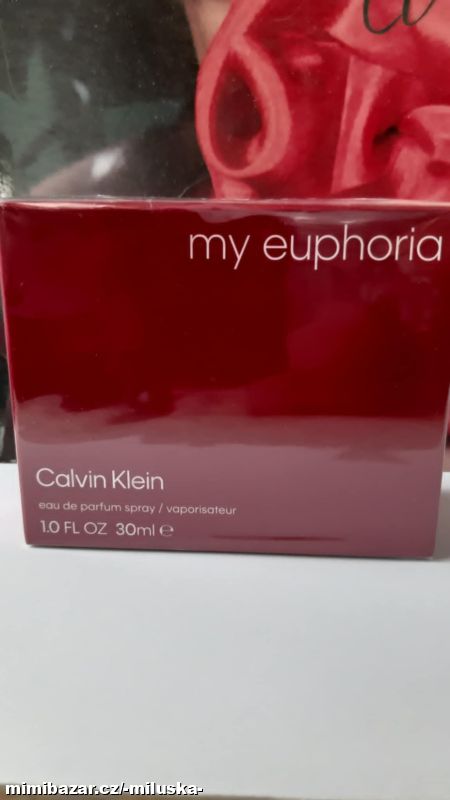 my euphoria
Calvin Klein
eau de parfum spray / vaporisateur
1.0 FL OZ 30ml ℮
mimibazar.cz/-miluska-